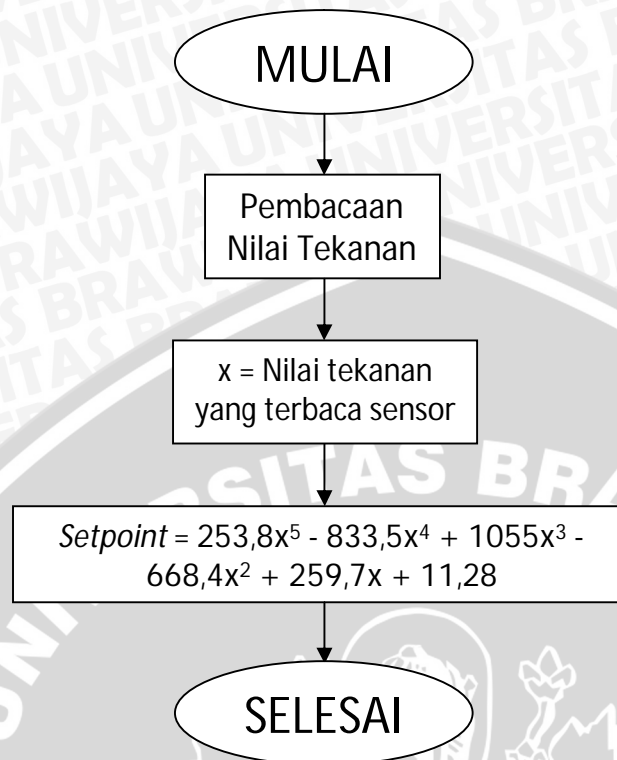 MULAI
Pembacaan
Nilai Tekanan
x = Nilai tekanan
yang terbaca sensor
Setpoint = 253,8x⁵ - 833,5x⁴ + 1055x³ -
668,4x² + 259,7x + 11,28
SELESAI